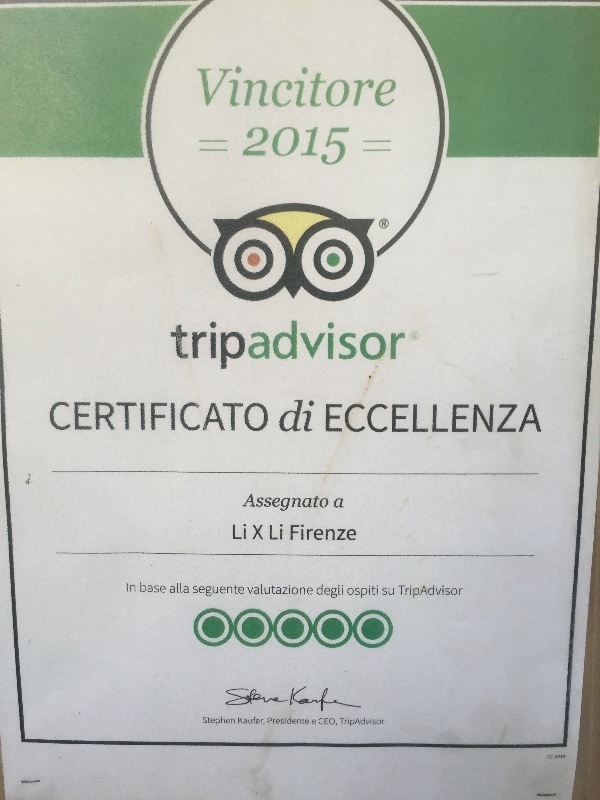 Vincitore
= 2015 =
®
tripadvisor®
CERTIFICATO di ECCELLENZA
Assegnato a
Li X Li Firenze
In base alla seguente valutazione degli ospiti su TripAdvisor
Steve Kaufer
Stephen Kaufer, Presidente e CEO, TripAdvisor